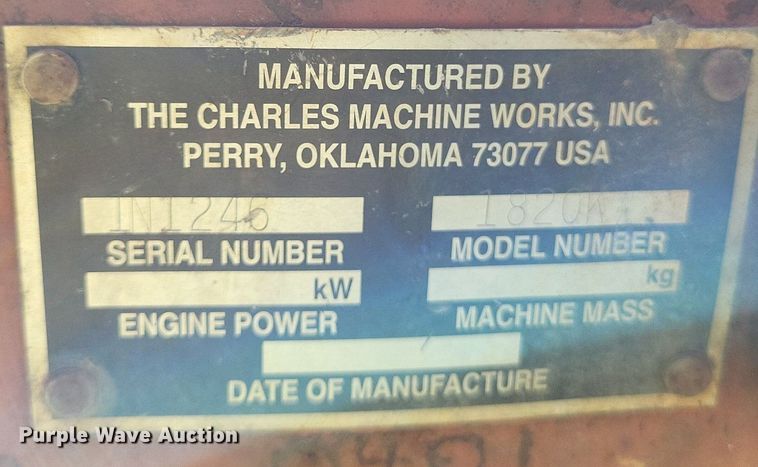 MANUFACTURED BY
THE CHARLES MACHINE WORKS, INC.
PERRY, OKLAHOMA 73077 USA
1N1246
SERIAL NUMBER MODEL NUMBER
kW kg
ENGINE POWER MACHINE MASS
DATE OF MANUFACTURE
Purple Wave Auction